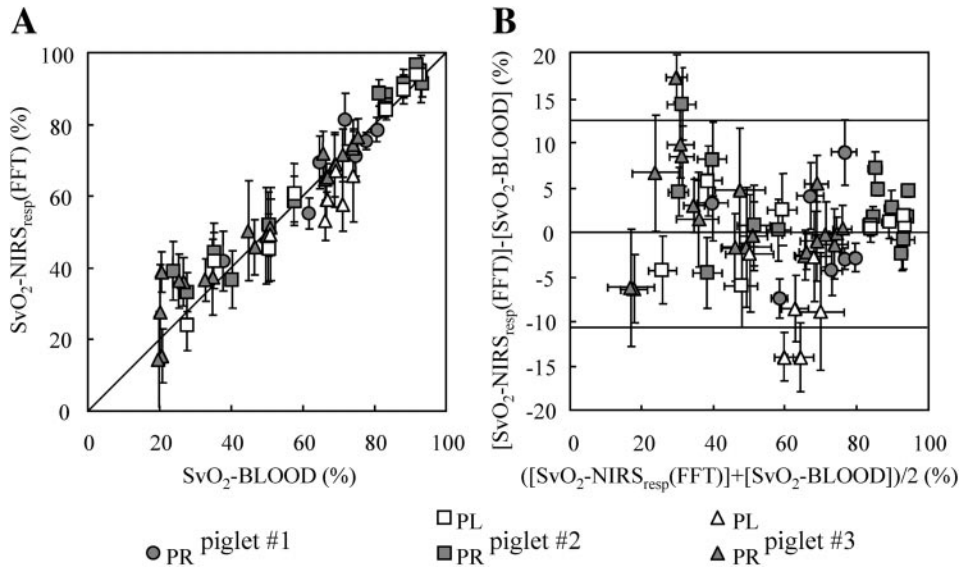 A
B
SvO2-NIRSresp(FFT) (%)
100
80
60
40
20
0
0 20 40 60 80 100
SvO2-BLOOD (%)
[SvO2-NIRSresp(FFT)]-[SvO2-BLOOD] (%)
20
15
10
5
0
-5
-10
-15
-20
0 20 40 60 80 100
([SvO2-NIRSresp(FFT)]+[SvO2-BLOOD])/2 (%)
PR piglet #1
PL
PR piglet #2
PL
PR piglet #3